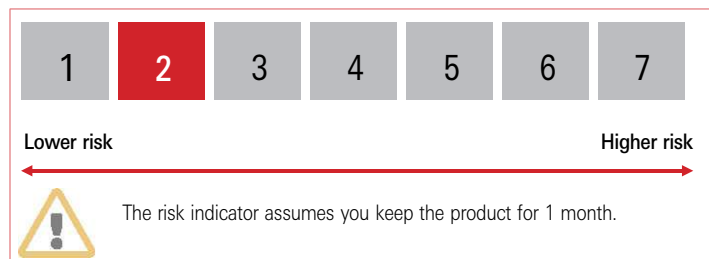 1 2 3 4 5 6 7
Lower risk Higher risk
The risk indicator assumes you keep the product for 1 month.